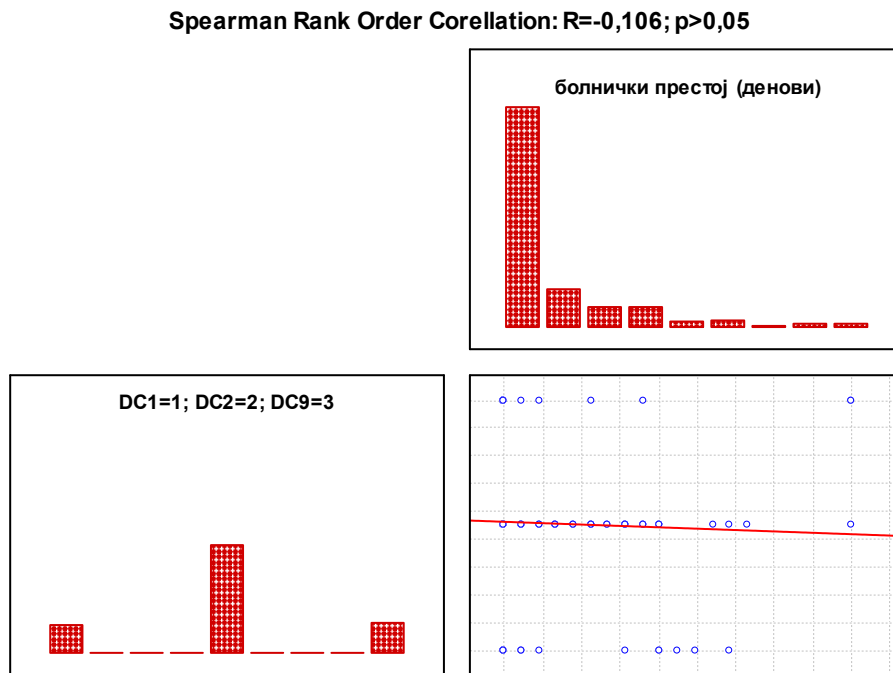 Spearman Rank Order Corellation: R=-0,106; p>0,05
болнички престој (денови)
DC1=1; DC2=2; DC9=3